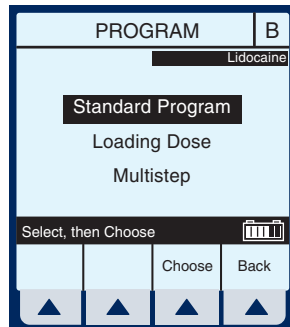 PROGRAM B
Lidocaine
Standard Program
Loading Dose
Multistep
Select, then Choose
Choose Back